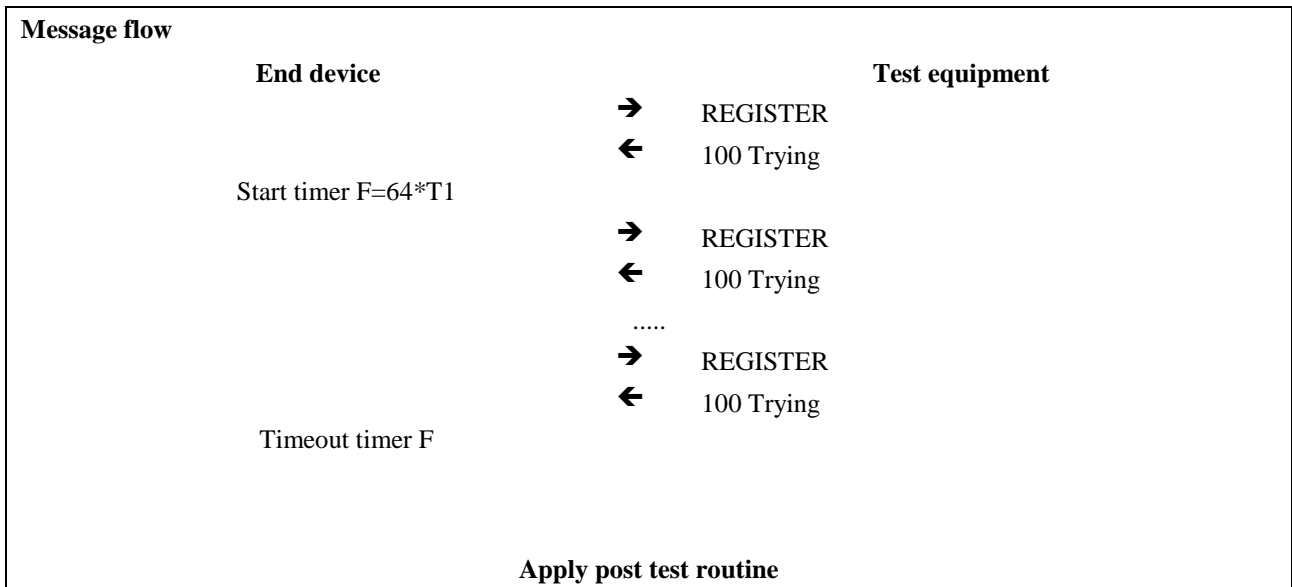 Message flow
End device Test equipment
➔ REGISTER
🡸 100 Trying
Start timer F=64*T1
➔ REGISTER
🡸 100 Trying
.....
➔ REGISTER
🡸 100 Trying
Timeout timer F
Apply post test routine